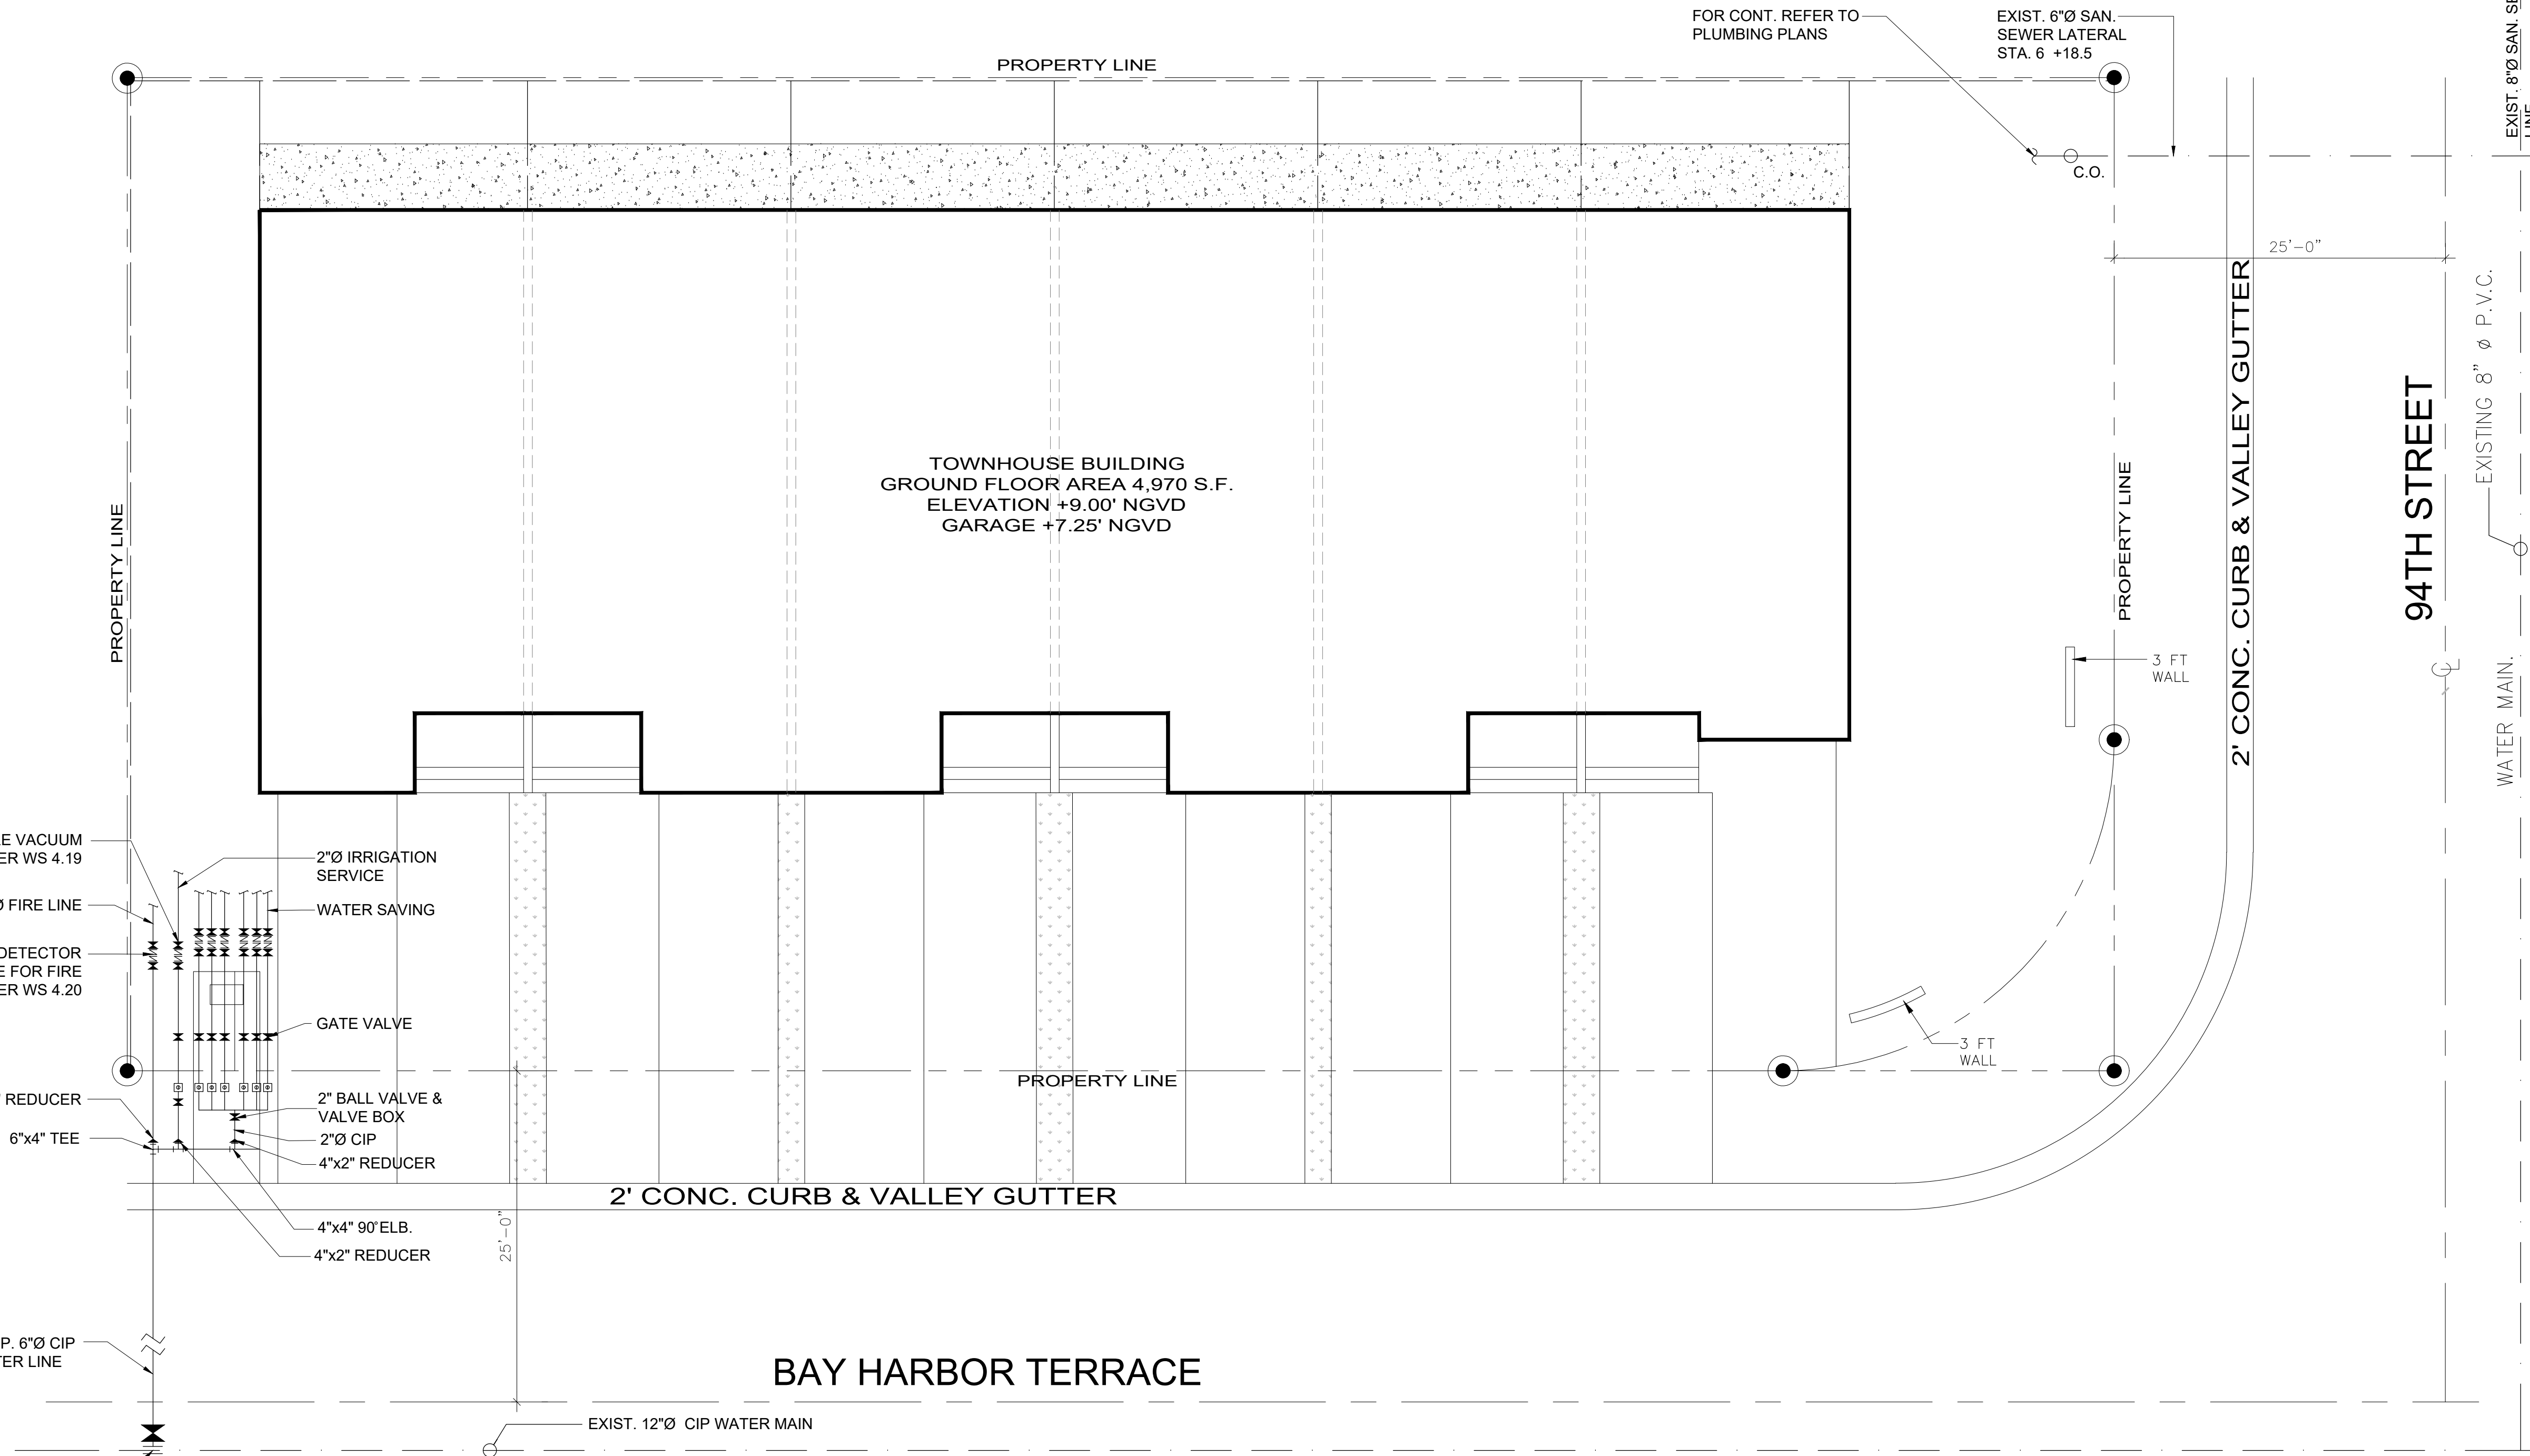 FOR CONT. REFER TO
PLUMBING PLANS
EXIST. 6"Ø SAN.
SEWER LATERAL
STA. 6 +18.5
EXIST. 8"Ø SAN.
PROPERTY LINE
C.O.
25'-0"
TOWNHOUSE BUILDING
GROUND FLOOR AREA 4,970 S.F.
ELEVATION +9.00' NGVD
GARAGE +7.25' NGVD
PROPERTY LINE
PROPERTY LINE
2' CONC. CURB & VALLEY GUTTER
94TH STREET
EXISTING 8" ø P.V.C.
WATER MAIN.
3 FT
WALL
3 FT
WALL
VACUUM
WS 4.19
FIRE LINE
DETECTOR
FOR FIRE
WS 4.20
REDUCER
6"x4" TEE
2"Ø IRRIGATION
SERVICE
WATER SAVING
GATE VALVE
2" BALL VALVE &
VALVE BOX
2"Ø CIP
4"x2" REDUCER
4"x4" 90°ELB.
4"x2" REDUCER
PROPERTY LINE
2' CONC. CURB & VALLEY GUTTER
25'-0"
6"Ø CIP
LINE
BAY HARBOR TERRACE
EXIST. 12"Ø CIP WATER MAIN